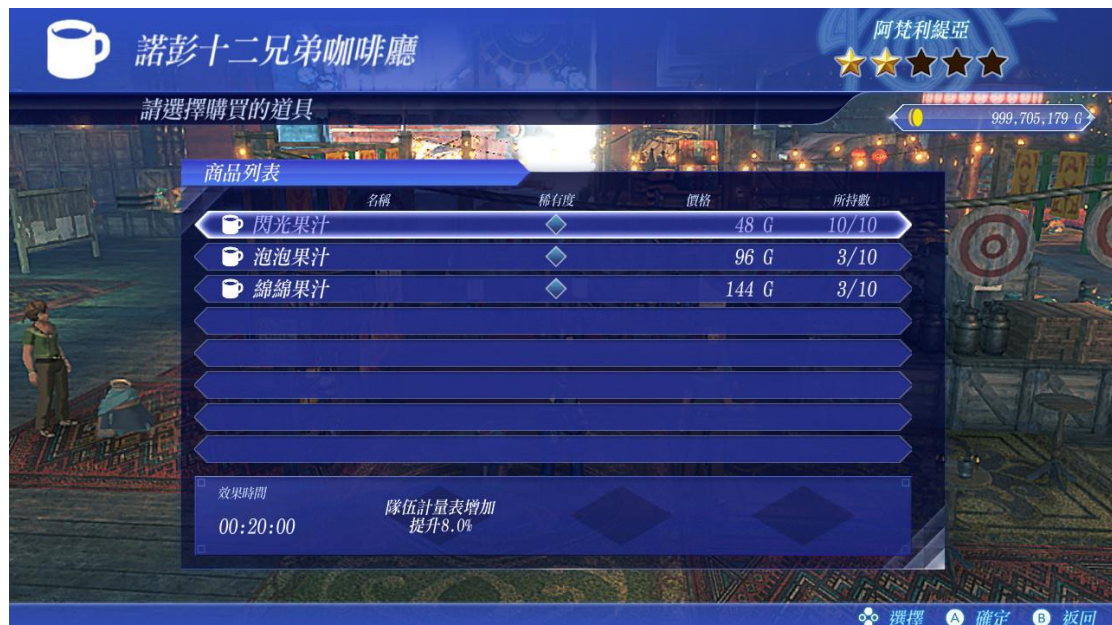 諾彭十二兄弟咖啡廳
阿梵利緹亞
請選擇購買的道具
999,705,179 G
商品列表
名稱 稀有度 價格 所持數
閃光果汁 48 G 10/10
泡泡果汁 96 G 3/10
綿綿果汁 144 G 3/10
效果時間
00:20:00
隊伍計量表增加
提升8.0%
選擇 A 確定 B 返回